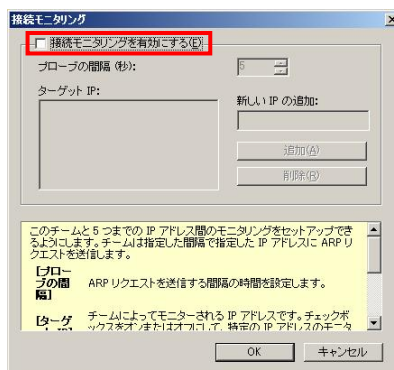 接続モニタリング
接続モニタリングを有効にする(E)
プローブの間隔 (秒):
5
ターゲット IP:
新しい IP の追加:
追加(A)
削除(R)
このチームと 5 つまでの IP アドレス間のモニタリングをセットアップでき
るようにします。チームは指定した間隔で指定した IP アドレスに ARP リ
クエストを送信します。
[プロー
ブの間
隔]
ARP リクエストを送信する間隔の時間を設定します。
[ターゲ
チームによってモニターされる IP アドレスです。チェックボ
ックスをオンまたはオフにして、特定の IP アドレスのモニタ
OK
キャンセル